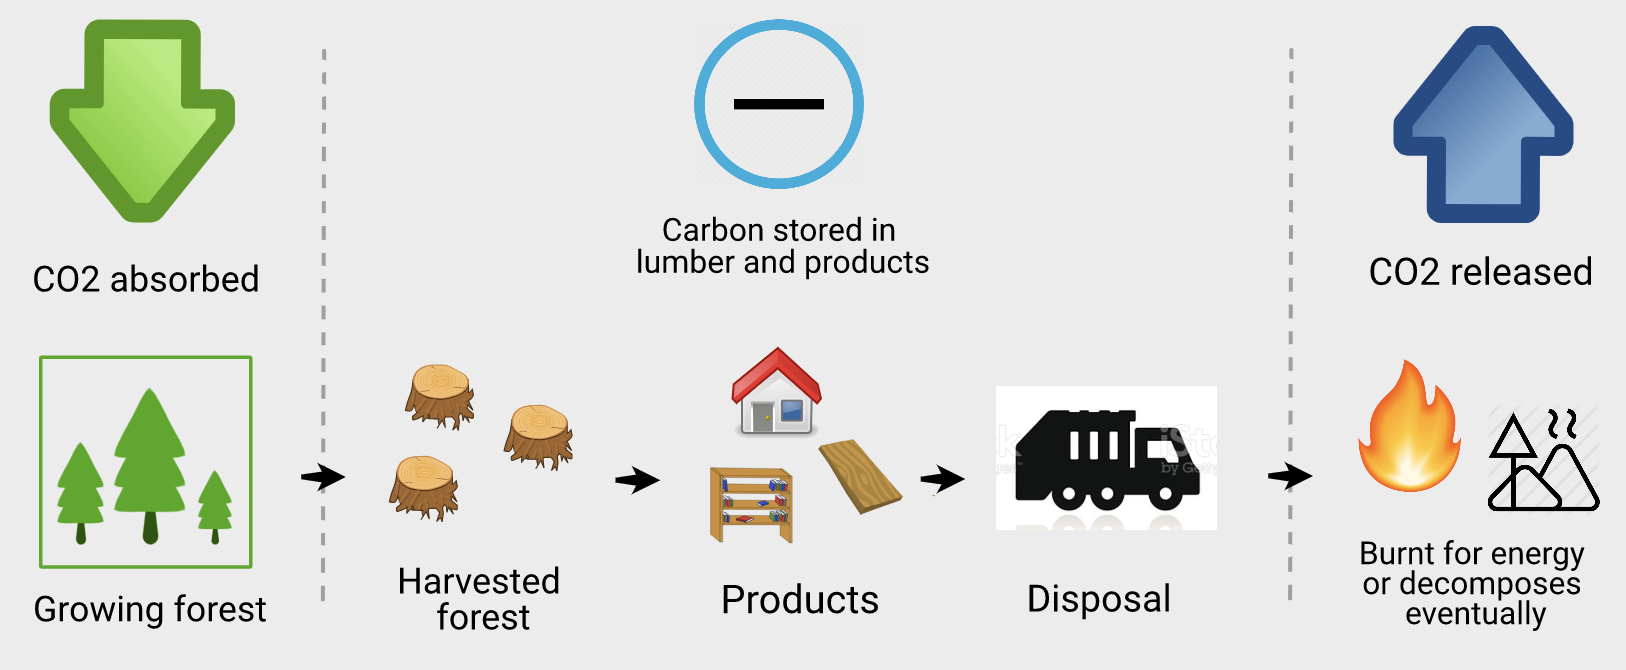 CO2 absorbed
Carbon stored in
lumber and products
CO2 released
Growing forest
Harvested
forest
Products
Disposal
Burnt for energy
or decomposes
eventually